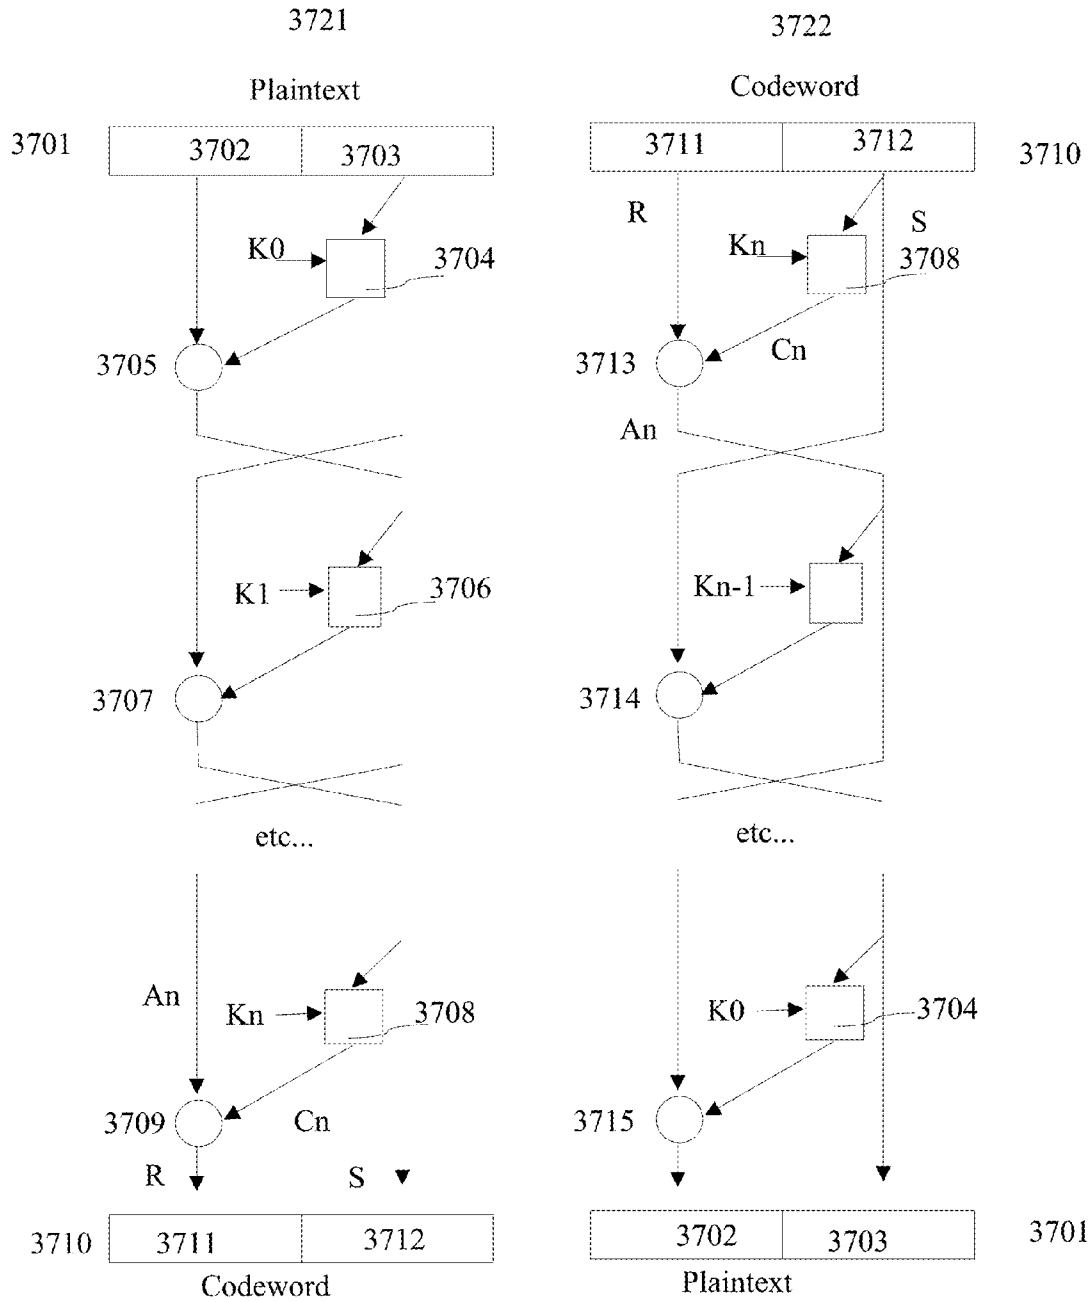 3721
3722
Plaintext
Codeword
3701
3702
3703
3711
3712
3710
R
S
K0
3704
Kn
3708
3705
3713
Cn
An
K1
3706
Kn-1
3707
3714
etc...
etc...
An
Kn
3708
K0
3704
3709
Cn
3715
R
S
3710
3711
3712
3702
3703
3701
Codeword
Plaintext